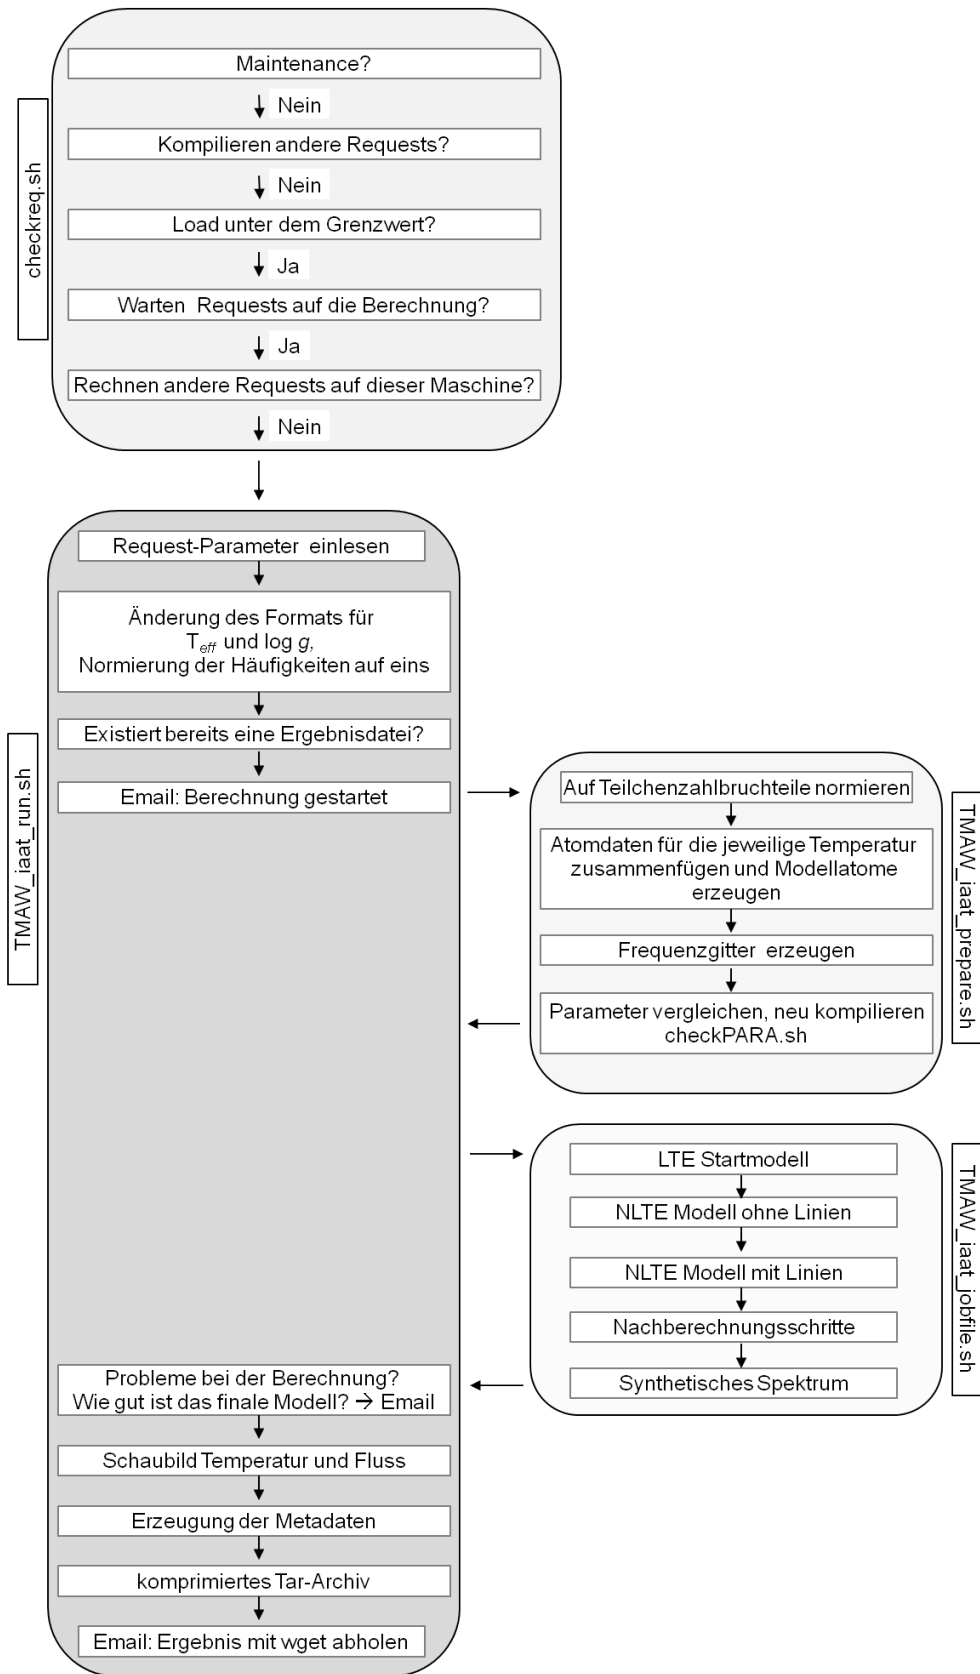 checkreq.sh
Maintenance?
Nein
Kompilieren andere Requests?
Nein
Load unter dem Grenzwert?
Ja
Warten Requests auf die Berechnung?
Ja
Rechnen andere Requests auf dieser Maschine?
Nein
TMAW_iaat_run.sh
Request-Parameter einlesen
Änderung des Formats für
Teff und log g,
Normierung der Häufigkeiten auf eins
Existiert bereits eine Ergebnisdatei?
Email: Berechnung gestartet
TMAW_iaat_prepare.sh
Auf Teilchenzahlbruchteile normieren
Atomdaten für die jeweilige Temperatur
zusammenfügen und Modellatome
erzeugen
Frequenzgitter erzeugen
Parameter vergleichen, neu kompilieren
checkPARA.sh
TMAW_iaat_jobfile.sh
LTE Startmodell
NLTE Modell ohne Linien
NLTE Modell mit Linien
Nachberechnungsschritte
Synthetisches Spektrum
Probleme bei der Berechnung?
Wie gut ist das finale Modell? → Email
Schaubild Temperatur und Fluss
Erzeugung der Metadaten
komprimiertes Tar-Archiv
Email: Ergebnis mit wget abholen